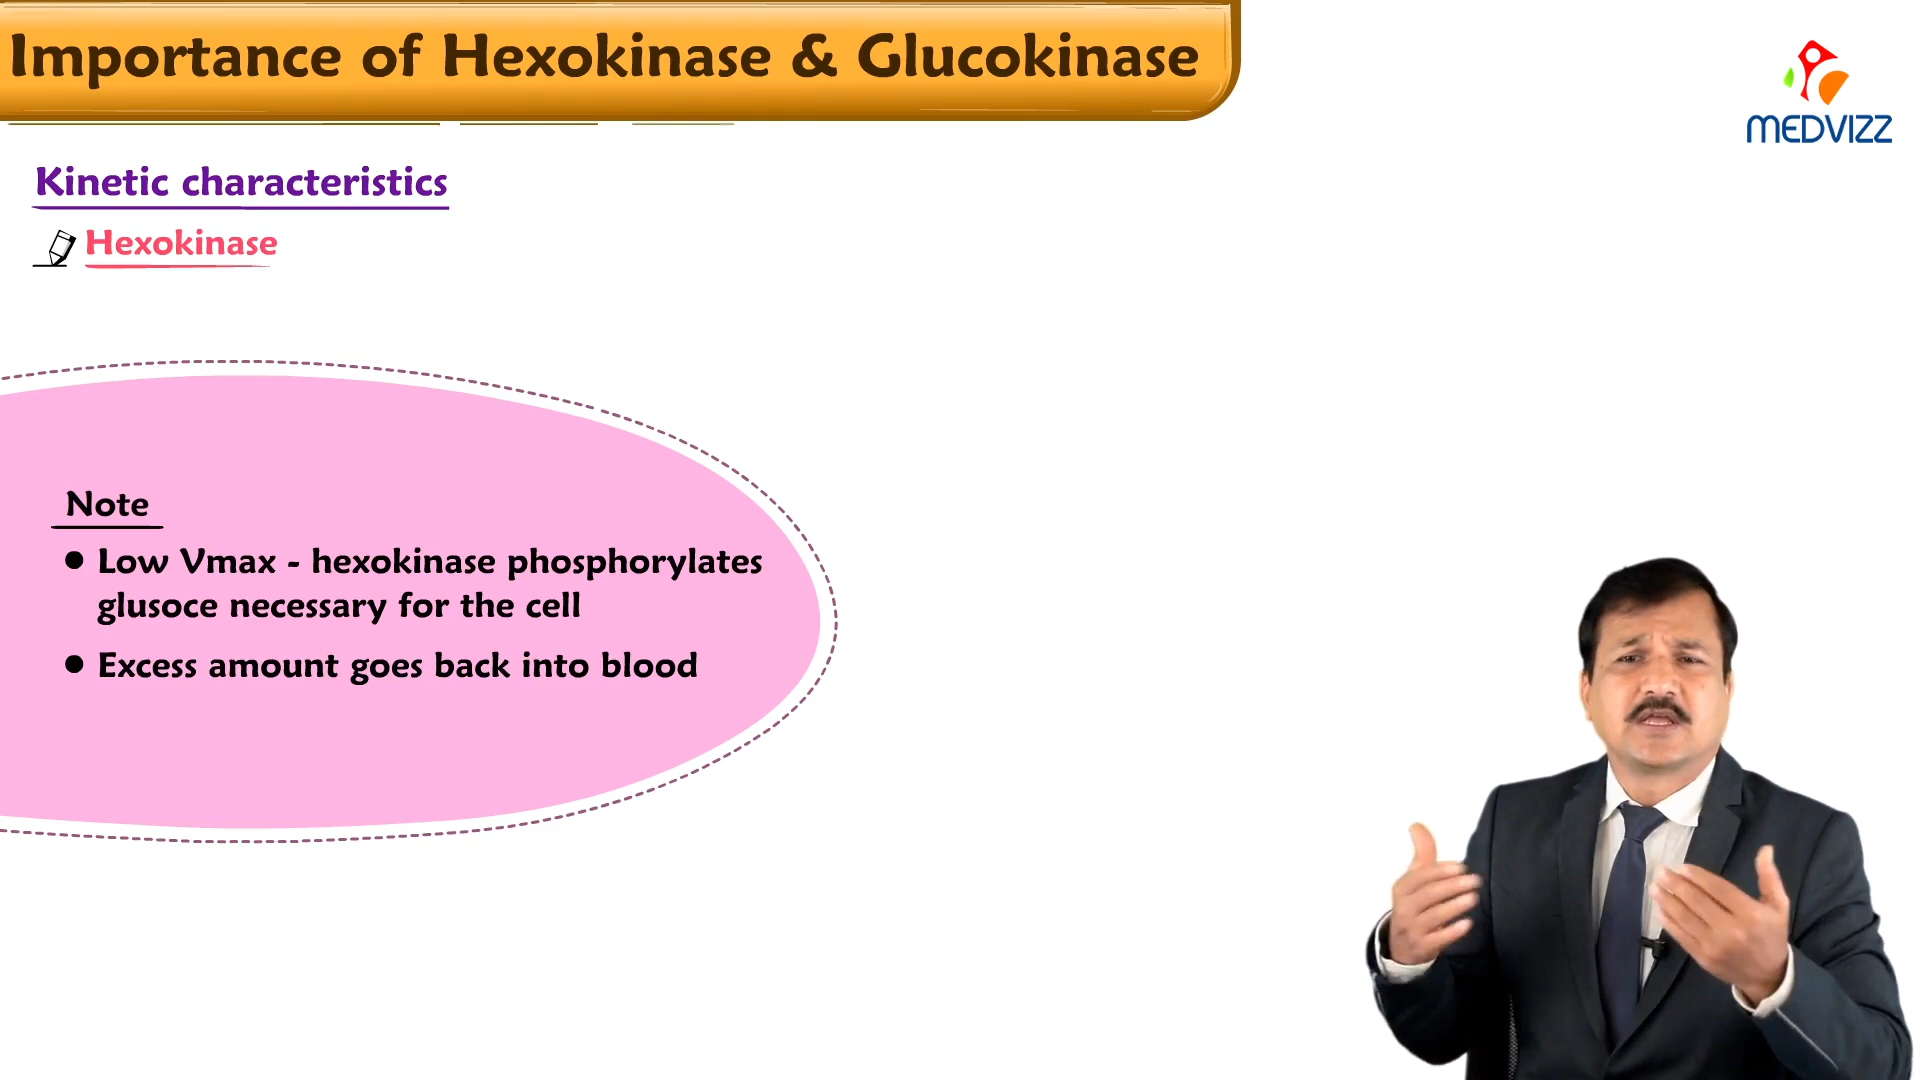 Importance of Hexokinase & Glucokinase
MEDVIZZ
Kinetic characteristics
Hexokinase
Note
● Low Vmax - hexokinase phosphorylates
glusoce necessary for the cell
● Excess amount goes back into blood